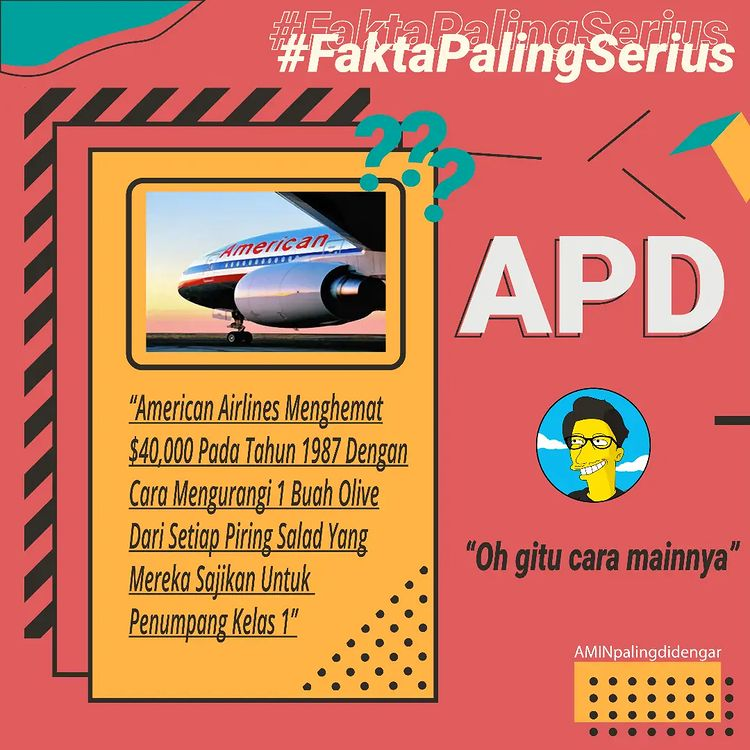 #FaktaPalingSerius
#FaktaPalingSerius
???
American
APD
“American Airlines Menghemat
$40,000 Pada Tahun 1987 Dengan
Cara Mengurangi 1 Buah Olive
Dari Setiap Piring Salad Yang
Mereka Sajikan Untuk
Penumpang Kelas 1”
“Oh gitu cara mainnya”
AMINpalingdidengar